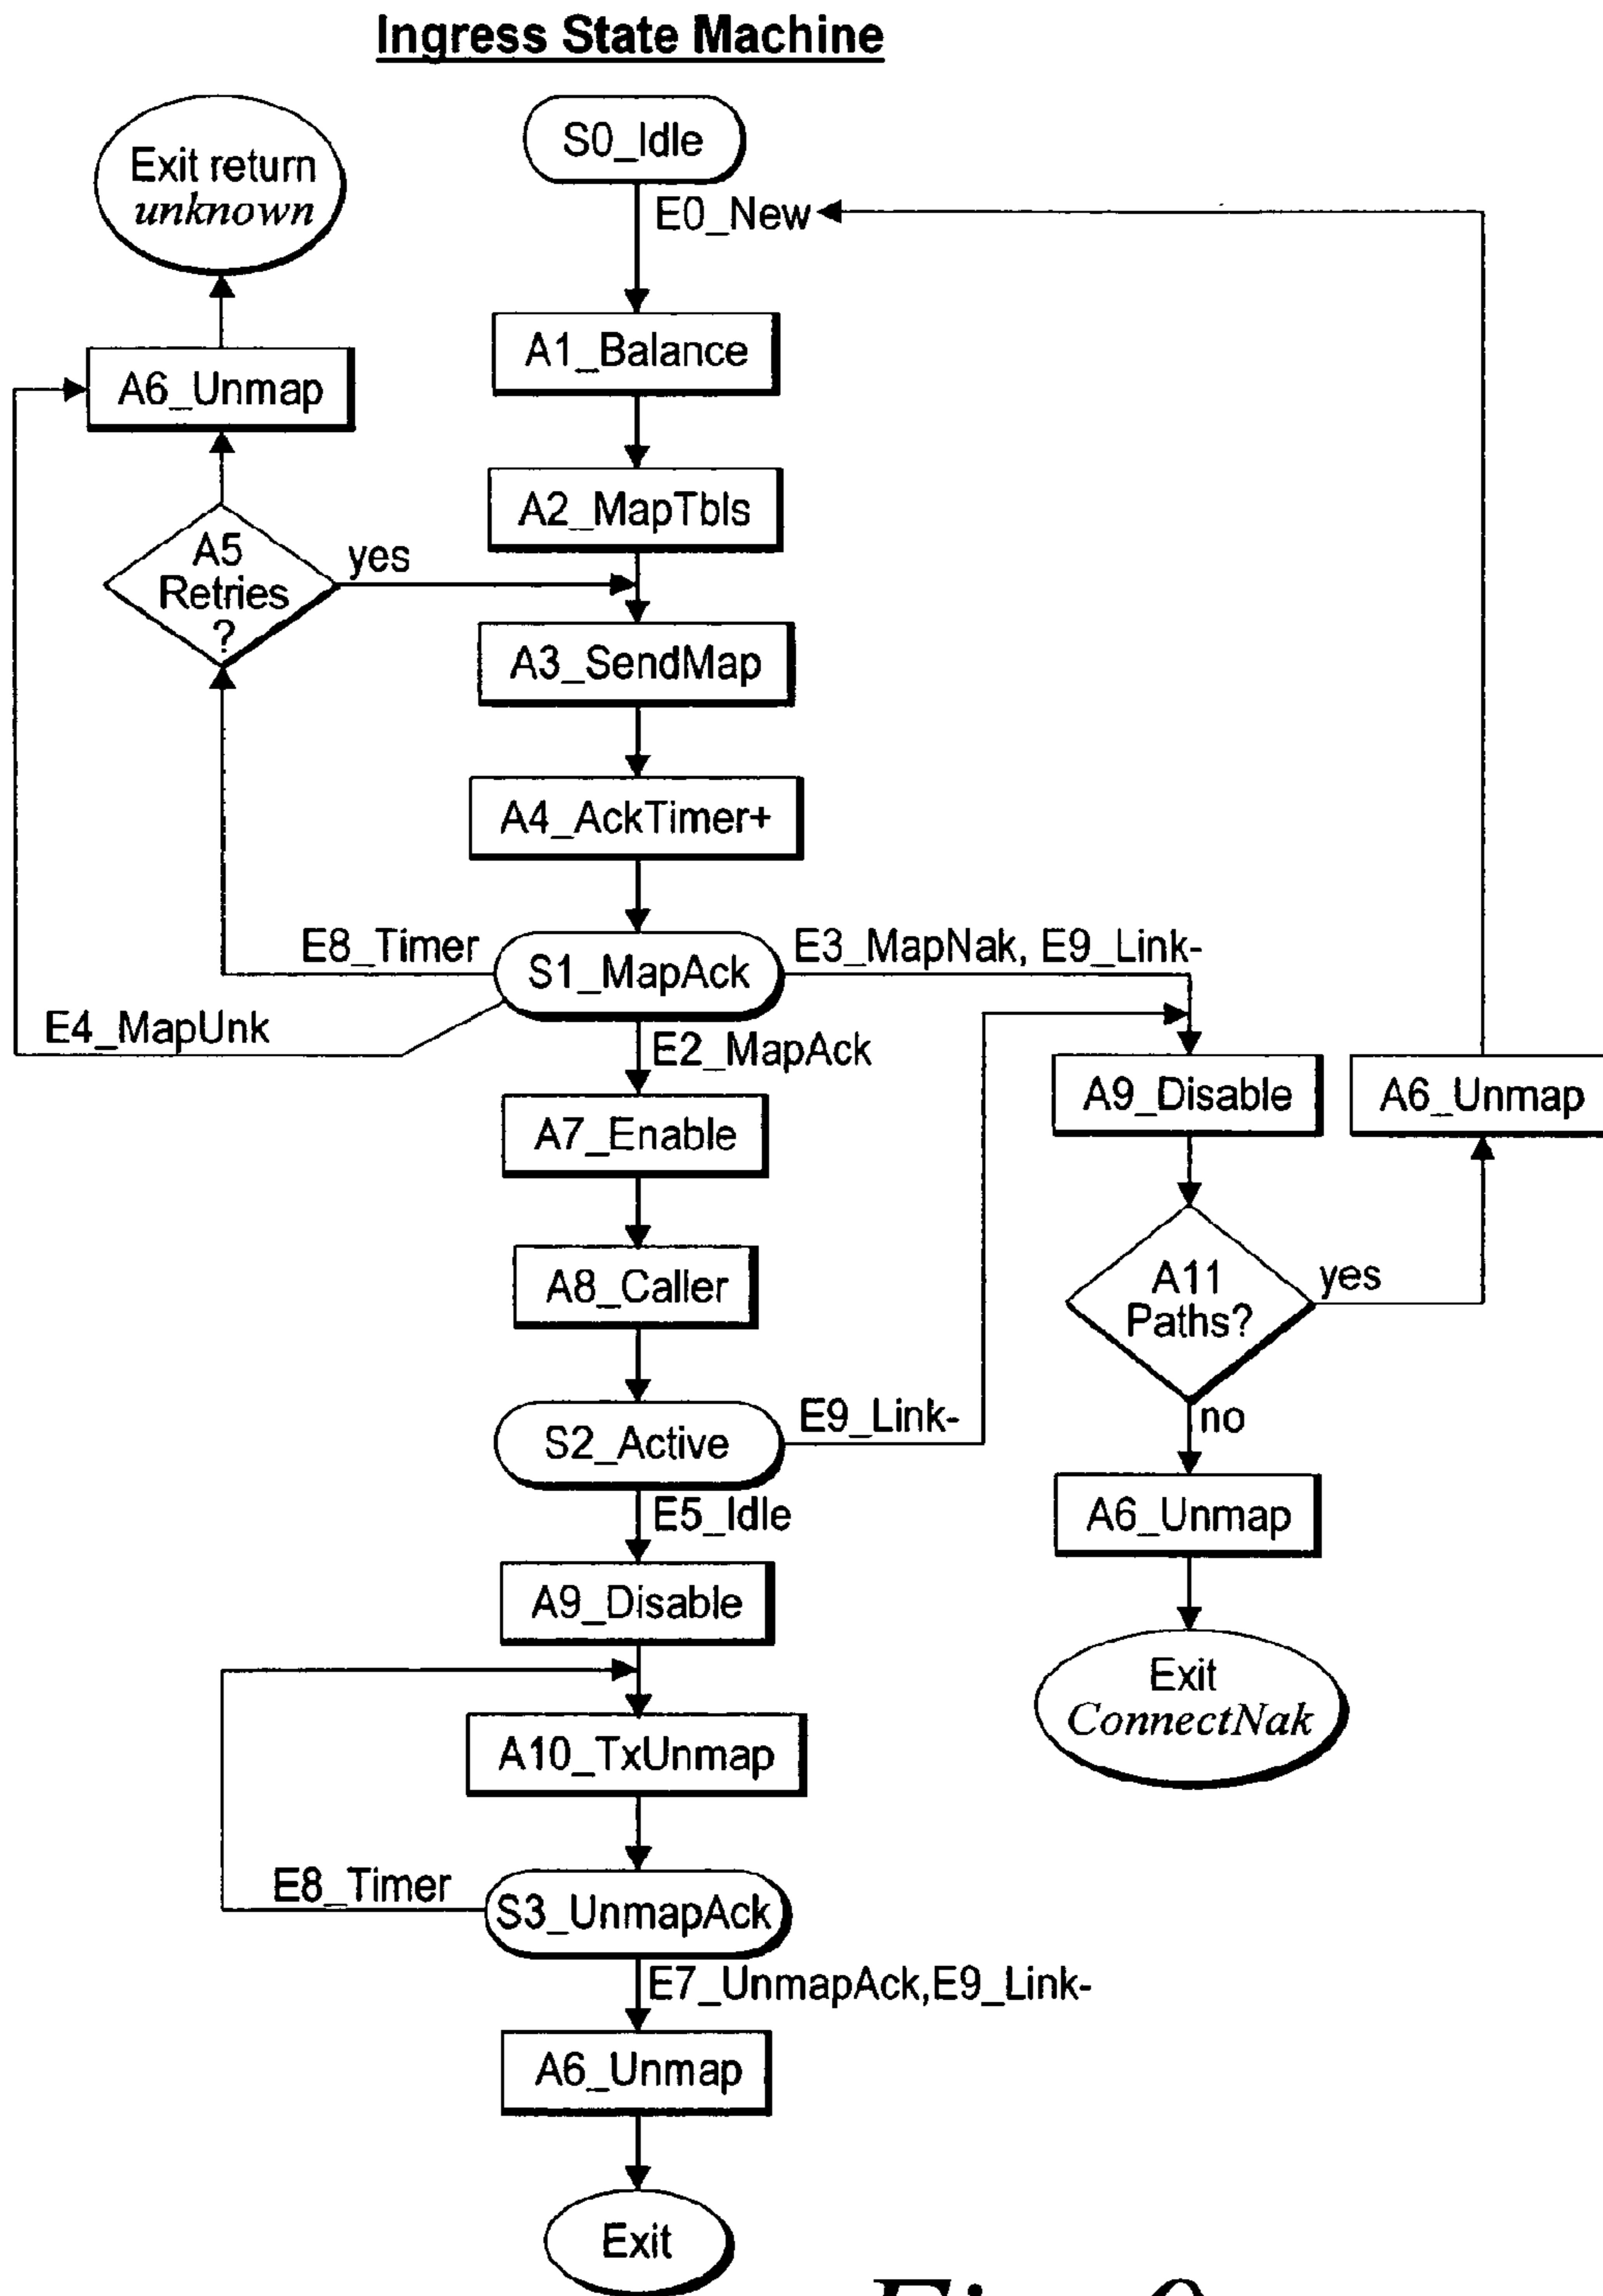 Ingress State Machine
S0_Idle
Exit return
unknown
E0_New
A1_Balance
A6_Unmap
A2_MapTbls
A5
Retries
?
yes
A3_SendMap
A4_AckTimer+
E8_Timer
S1_MapAck
E3_MapNak, E9_Link-
E4_MapUnk
E2_MapAck
A9_Disable
A6_Unmap
A7_Enable
A8_Caller
A11
Paths?
yes
no
S2_Active
E9_Link-
E5_Idle
A6_Unmap
A9_Disable
Exit
ConnectNak
A10_TxUnmap
E8_Timer
S3_UnmapAck
E7_UnmapAck,E9_Link-
A6_Unmap
Exit